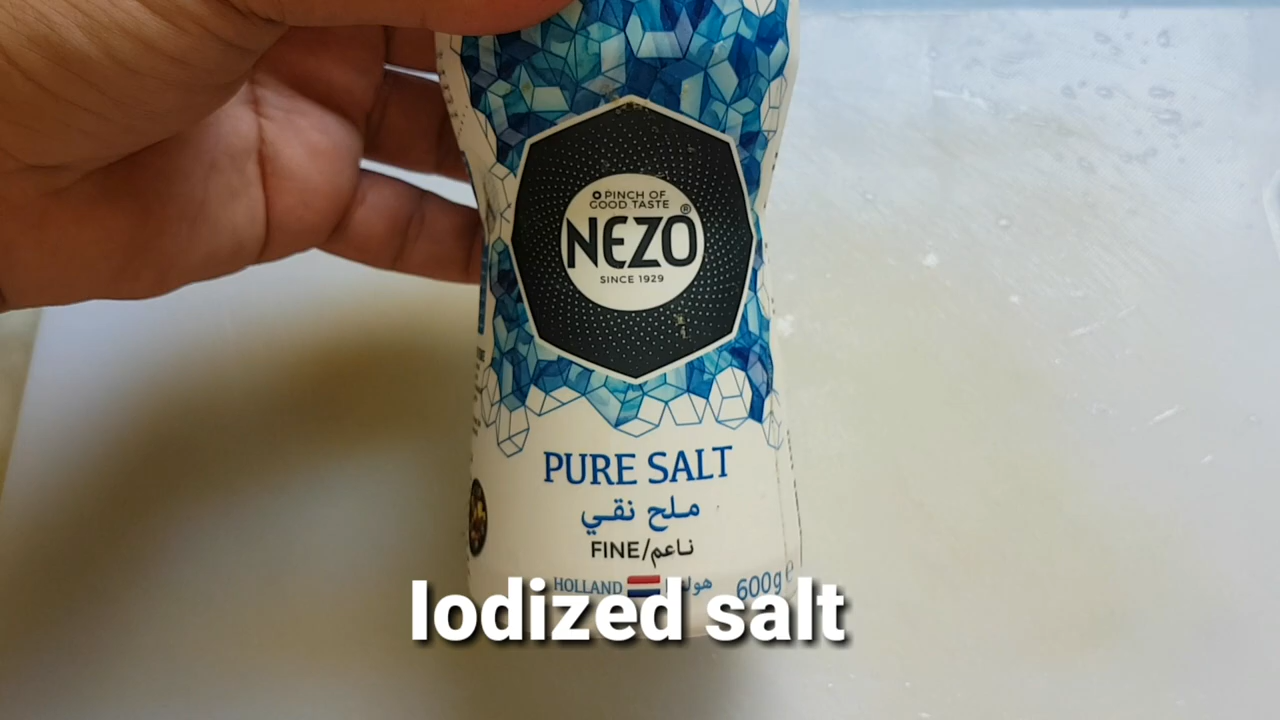 PINCH OF
GOOD TASTE
NEZO®
SINCE 1929
PURE SALT
ملح نقي
FINE/ناعم
HOLLAND
600g e
Iodized salt